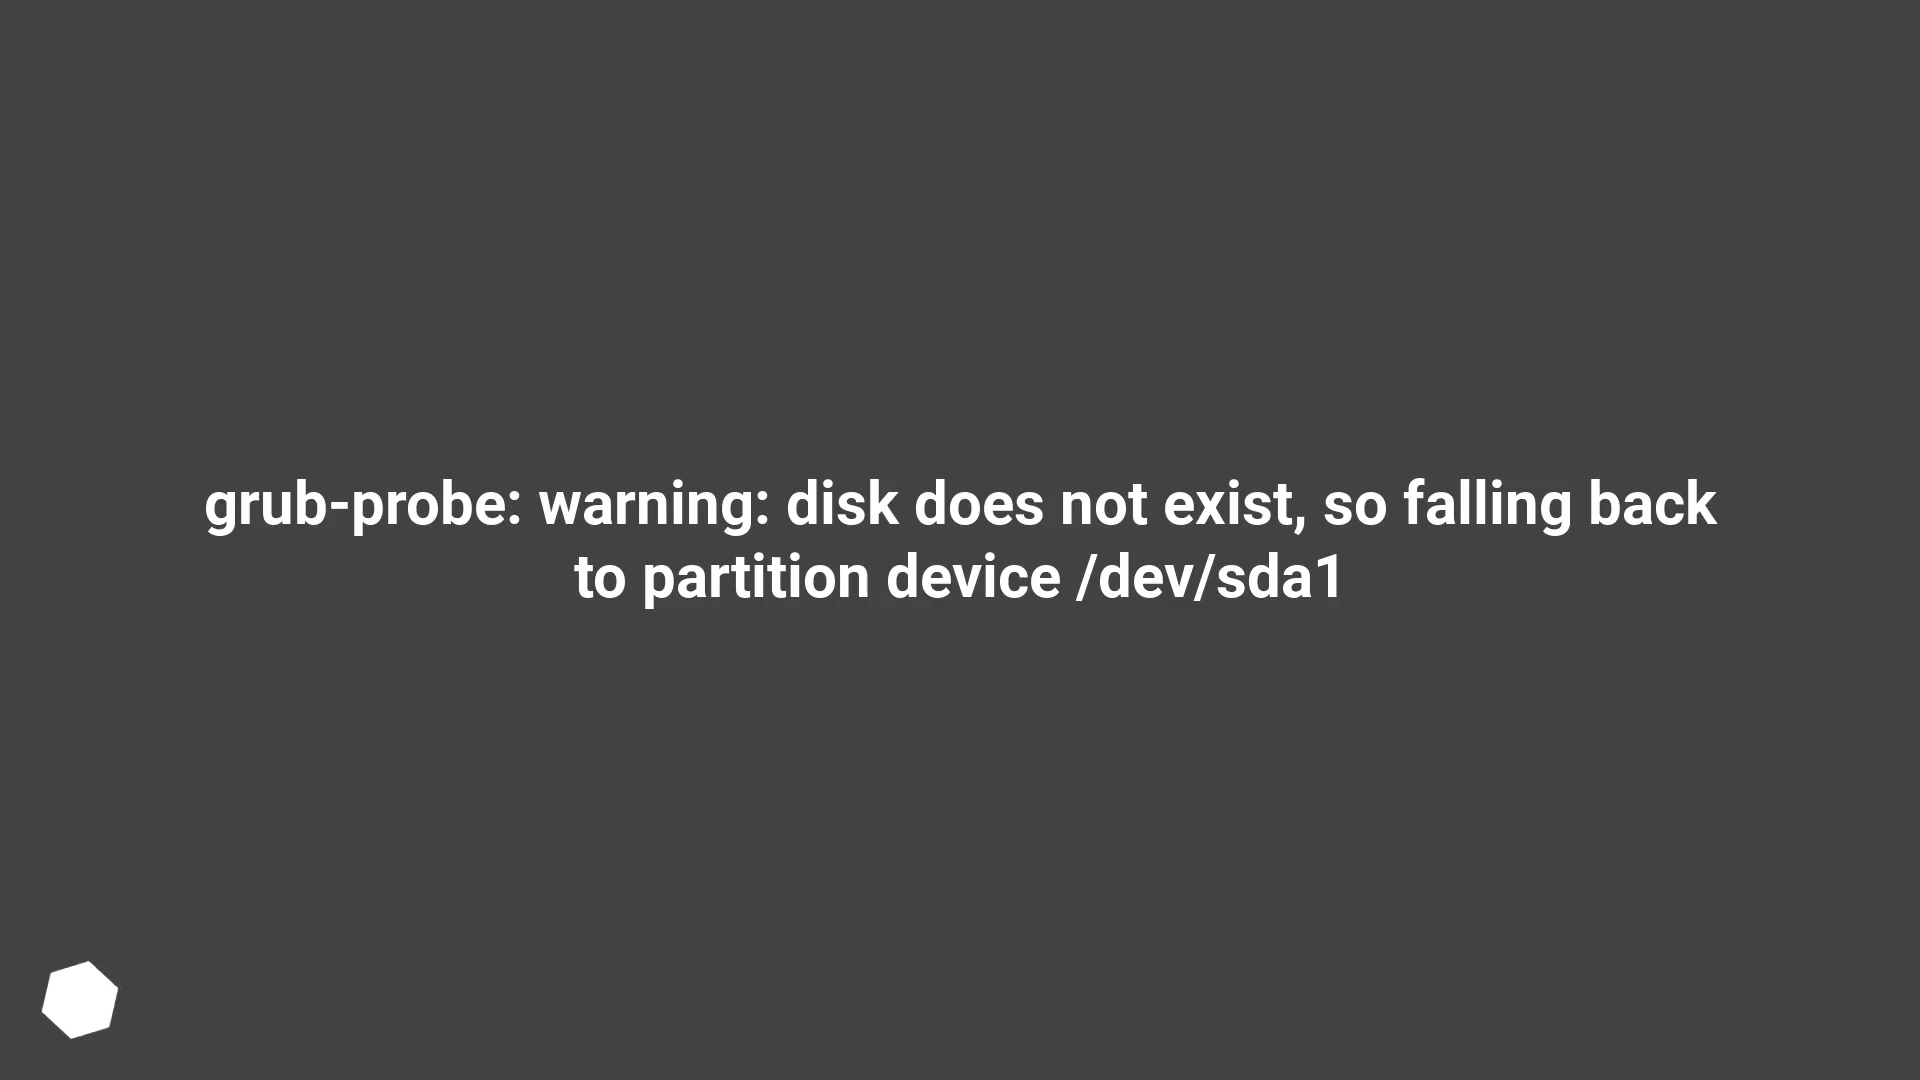 grub-probe: warning: disk does not exist, so falling back
to partition device /dev/sda1